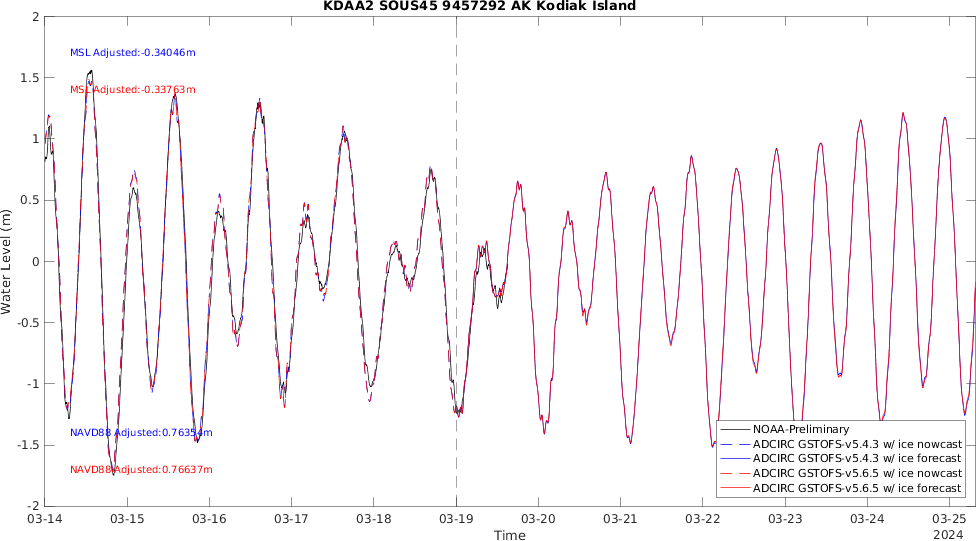 KDAA2 SOUS45 9457292 AK Kodiak Island
2
MSL Adjusted:-0.34046m
1.5
MSL Adjusted:-0.33763m
1
0.5
0
-0.5
-1
-1.5
-2
Water Level (m)
NAVD88 Adjusted:0.76354m
NAVD88 Adjusted:0.76637m
NOAA-Preliminary
ADCIRC GSTOFS-v5.4.3 w/ ice nowcast
ADCIRC GSTOFS-v5.4.3 w/ ice forecast
ADCIRC GSTOFS-v5.6.5 w/ ice nowcast
ADCIRC GSTOFS-v5.6.5 w/ ice forecast
03-14 03-15 03-16 03-17 03-18 03-19 03-20 03-21 03-22 03-23 03-24 03-25
Time
2024